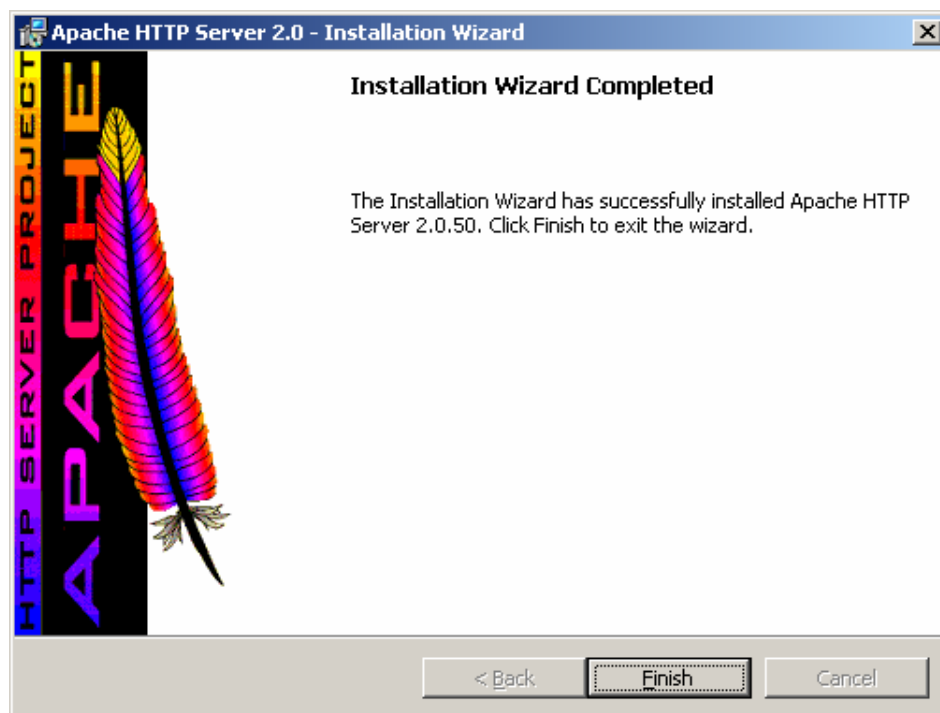 Apache HTTP Server 2.0 - Installation Wizard
HTTP SERVER PROJECT
APACHE
Installation Wizard Completed
The Installation Wizard has successfully installed Apache HTTP
Server 2.0.50. Click Finish to exit the wizard.
< Back
Finish
Cancel